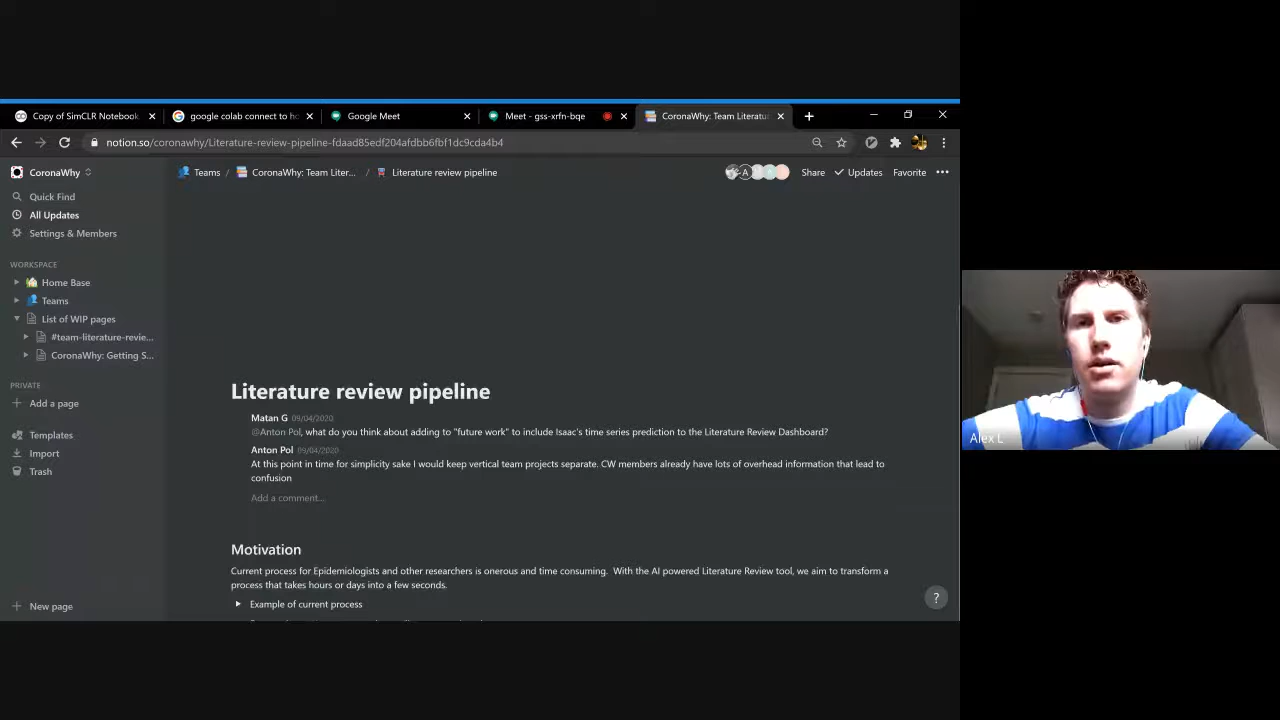 Copy of SimCLR Notebook
google colab connect to ho
Google Meet
Meet - gss-xrfn-bqe
CoronaWhy: Team Literatur
notion.so/coronawhy/Literature-review-pipeline-fdaad85edf204afdbb6fbf1dc9cda4b4
CoronaWhy
Teams / CoronaWhy: Team Liter... / Literature review pipeline
A
Share
Updates
Favorite
Quick Find
All Updates
Settings & Members
WORKSPACE
Home Base
Teams
List of WIP pages
#team-literature-revie...
CoronaWhy: Getting S...
PRIVATE
Add a page
Templates
Import
Trash
New page
Literature review pipeline
Matan G 09/04/2020
@Anton Pol, what do you think about adding to "future work" to include Isaac's time series prediction to the Literature Review Dashboard?
Anton Pol 09/04/2020
At this point in time for simplicity sake I would keep vertical team projects separate. CW members already have lots of overhead information that lead to
confusion
Add a comment...
Motivation
Current process for Epidemiologists and other researchers is onerous and time consuming. With the AI powered Literature Review tool, we aim to transform a
process that takes hours or days into a few seconds.
Example of current process
?
Alex L